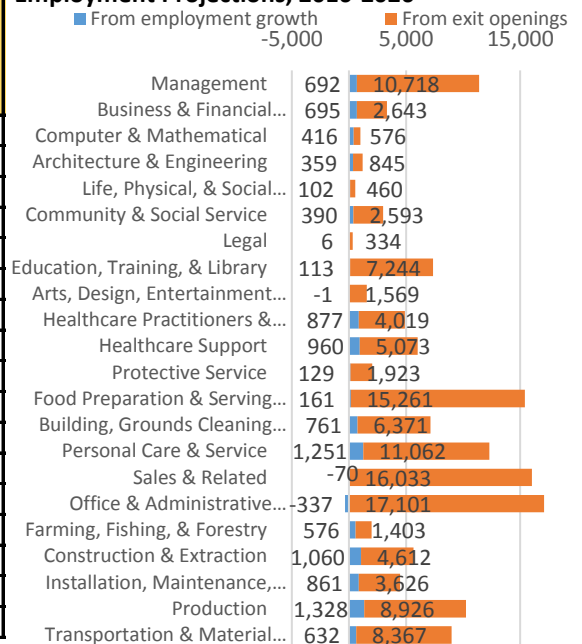 From employment growth From exit openings
-5,000 5,000 15,000
Management 692 10,718
Business & Financial... 695 2,643
Computer & Mathematical 416 576
Architecture & Engineering 359 845
Life, Physical, & Social... 102 460
Community & Social Service 390 2,593
Legal 6 334
Education, Training, & Library 113 7,244
Arts, Design, Entertainment... -1 1,569
Healthcare Practitioners &... 877 4,019
Healthcare Support 960 5,073
Protective Service 129 1,923
Food Preparation & Serving... 161 15,261
Building, Grounds Cleaning... 761 6,371
Personal Care & Service 1,251 11,062
Sales & Related -70 16,033
Office & Administrative... -337 17,101
Farming, Fishing, & Forestry 576 1,403
Construction & Extraction 1,060 4,612
Installation, Maintenance,... 861 3,626
Production 1,328 8,926
Transportation & Material... 632 8,367